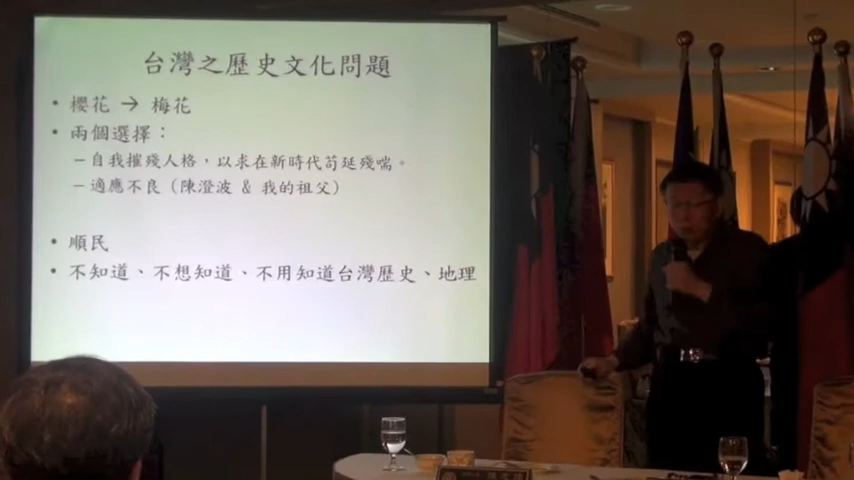 台灣之歷史文化問題
• 櫻花 → 梅花
• 兩個選擇：
– 自我摧殘人格，以求在新時代苟延殘喘。
– 適應不良（陳澄波 & 我的祖父）
• 順民
• 不知道、不想知道、不用知道台灣歷史、地理